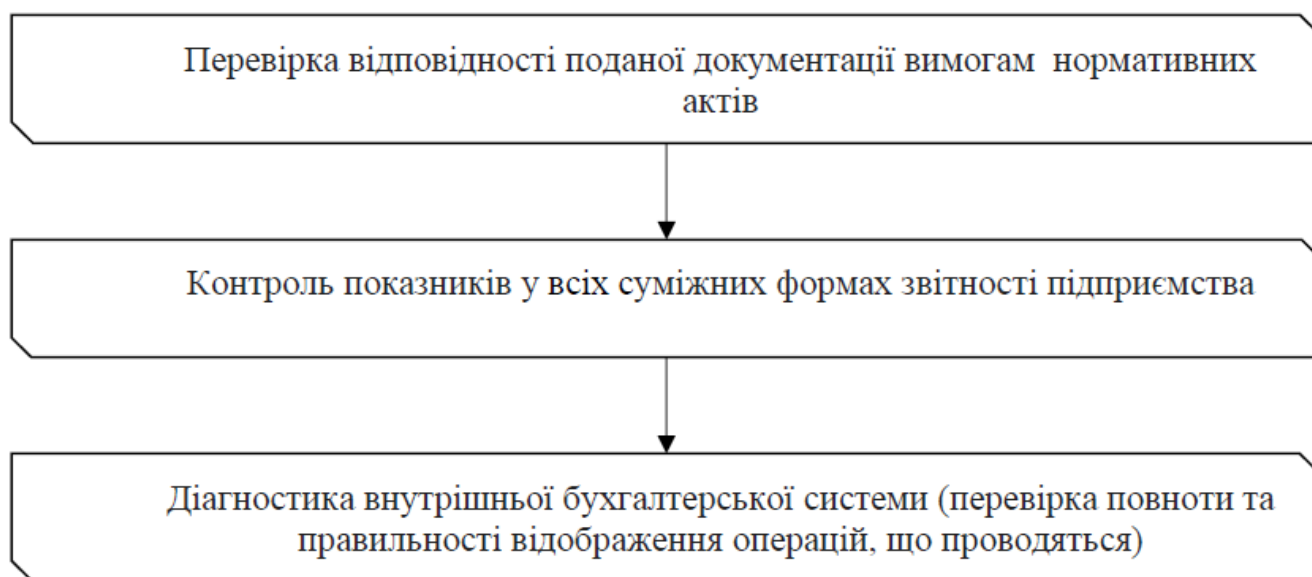 Перевірка відповідності поданої документації вимогам нормативних
актів
Контроль показників у всіх суміжних формах звітності підприємства
Діагностика внутрішньої бухгалтерської системи (перевірка повноти та
правильності відображення операцій, що проводяться)